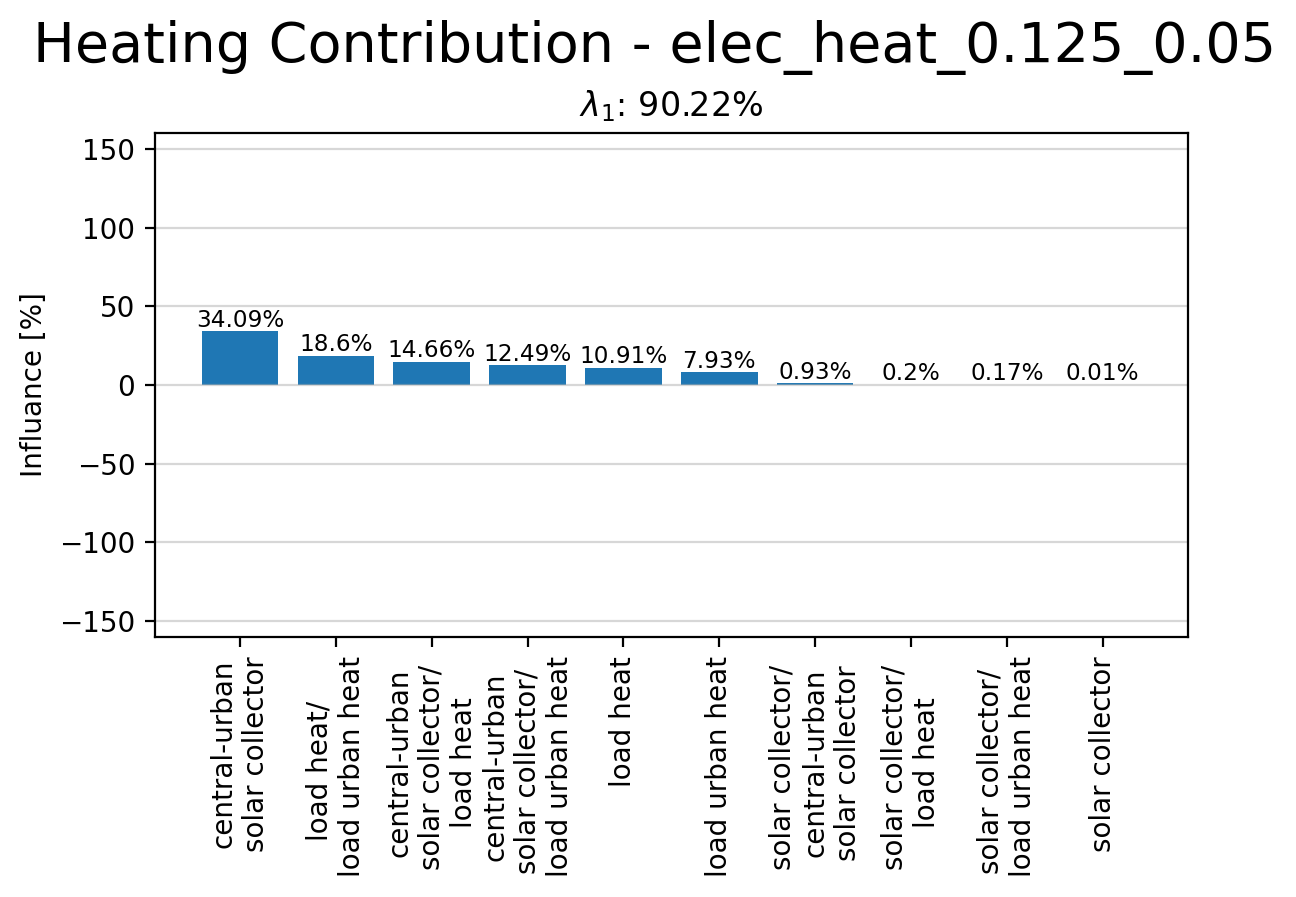 Heating Contribution - elec_heat_0.125_0.05
λ₁: 90.22%
Influance [%]
150
100
50
0
−50
−100
−150
34.09%
18.6%
14.66%
12.49%
10.91%
7.93%
0.93%
0.2%
0.17%
0.01%
central-urban
solar collector
load heat/
load urban heat
central-urban
solar collector/
load heat
central-urban
solar collector/
load urban heat
load heat
load urban heat
solar collector/
central-urban
solar collector
solar collector/
load heat
solar collector/
load urban heat
solar collector